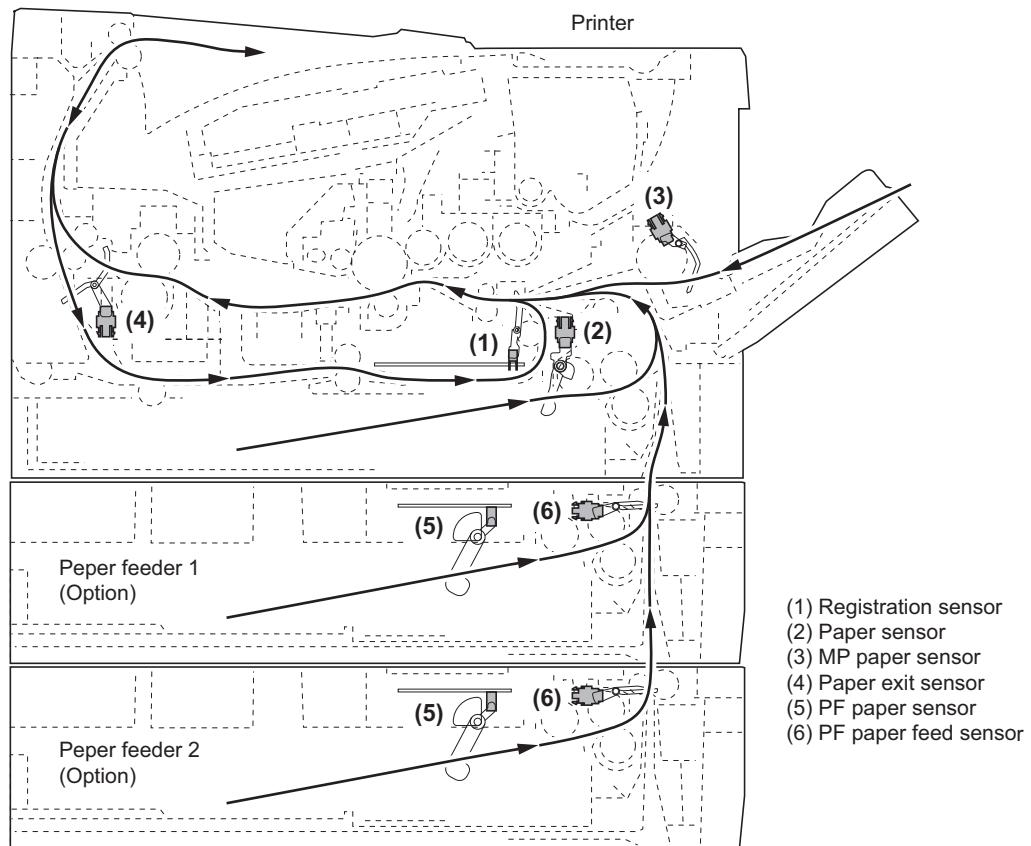 Printer
(3)
(4)
(1)
(2)
(5)
(6)
Peper feeder 1
(Option)
(5)
(6)
Peper feeder 2
(Option)
(1) Registration sensor
(2) Paper sensor
(3) MP paper sensor
(4) Paper exit sensor
(5) PF paper sensor
(6) PF paper feed sensor